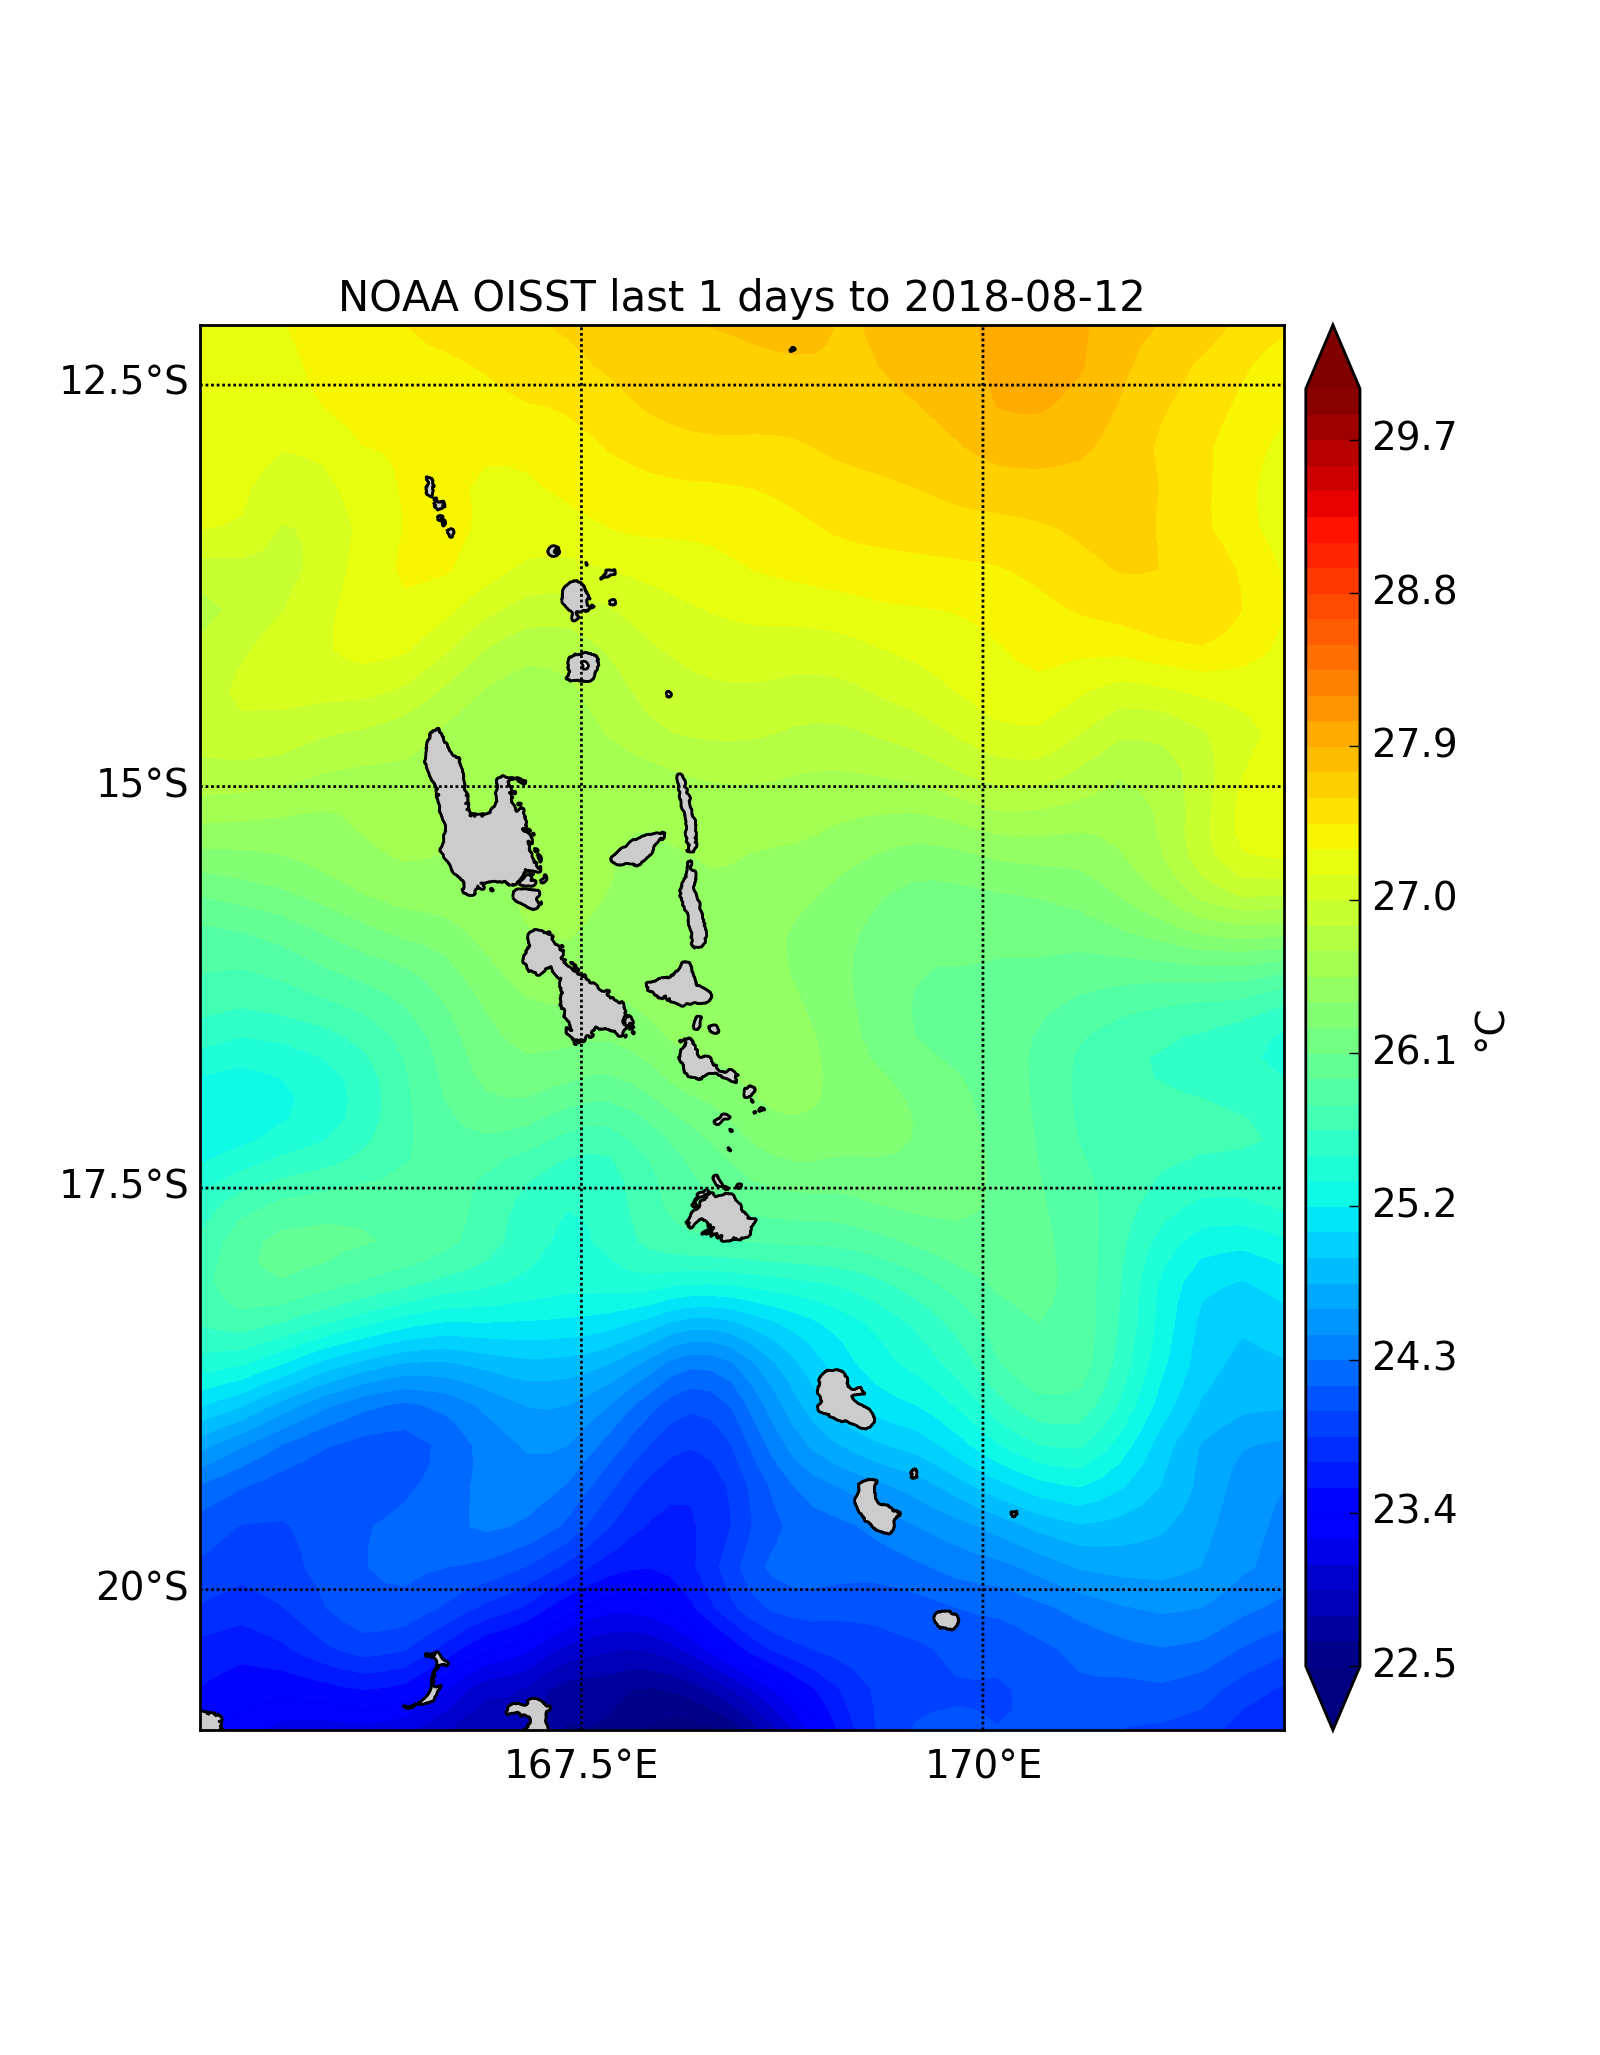 NOAA OISST last 1 days to 2018-08-12
12.5°S
15°S
17.5°S
20°S
167.5°E
170°E
29.7
28.8
27.9
27.0
26.1
25.2
24.3
23.4
22.5
°C